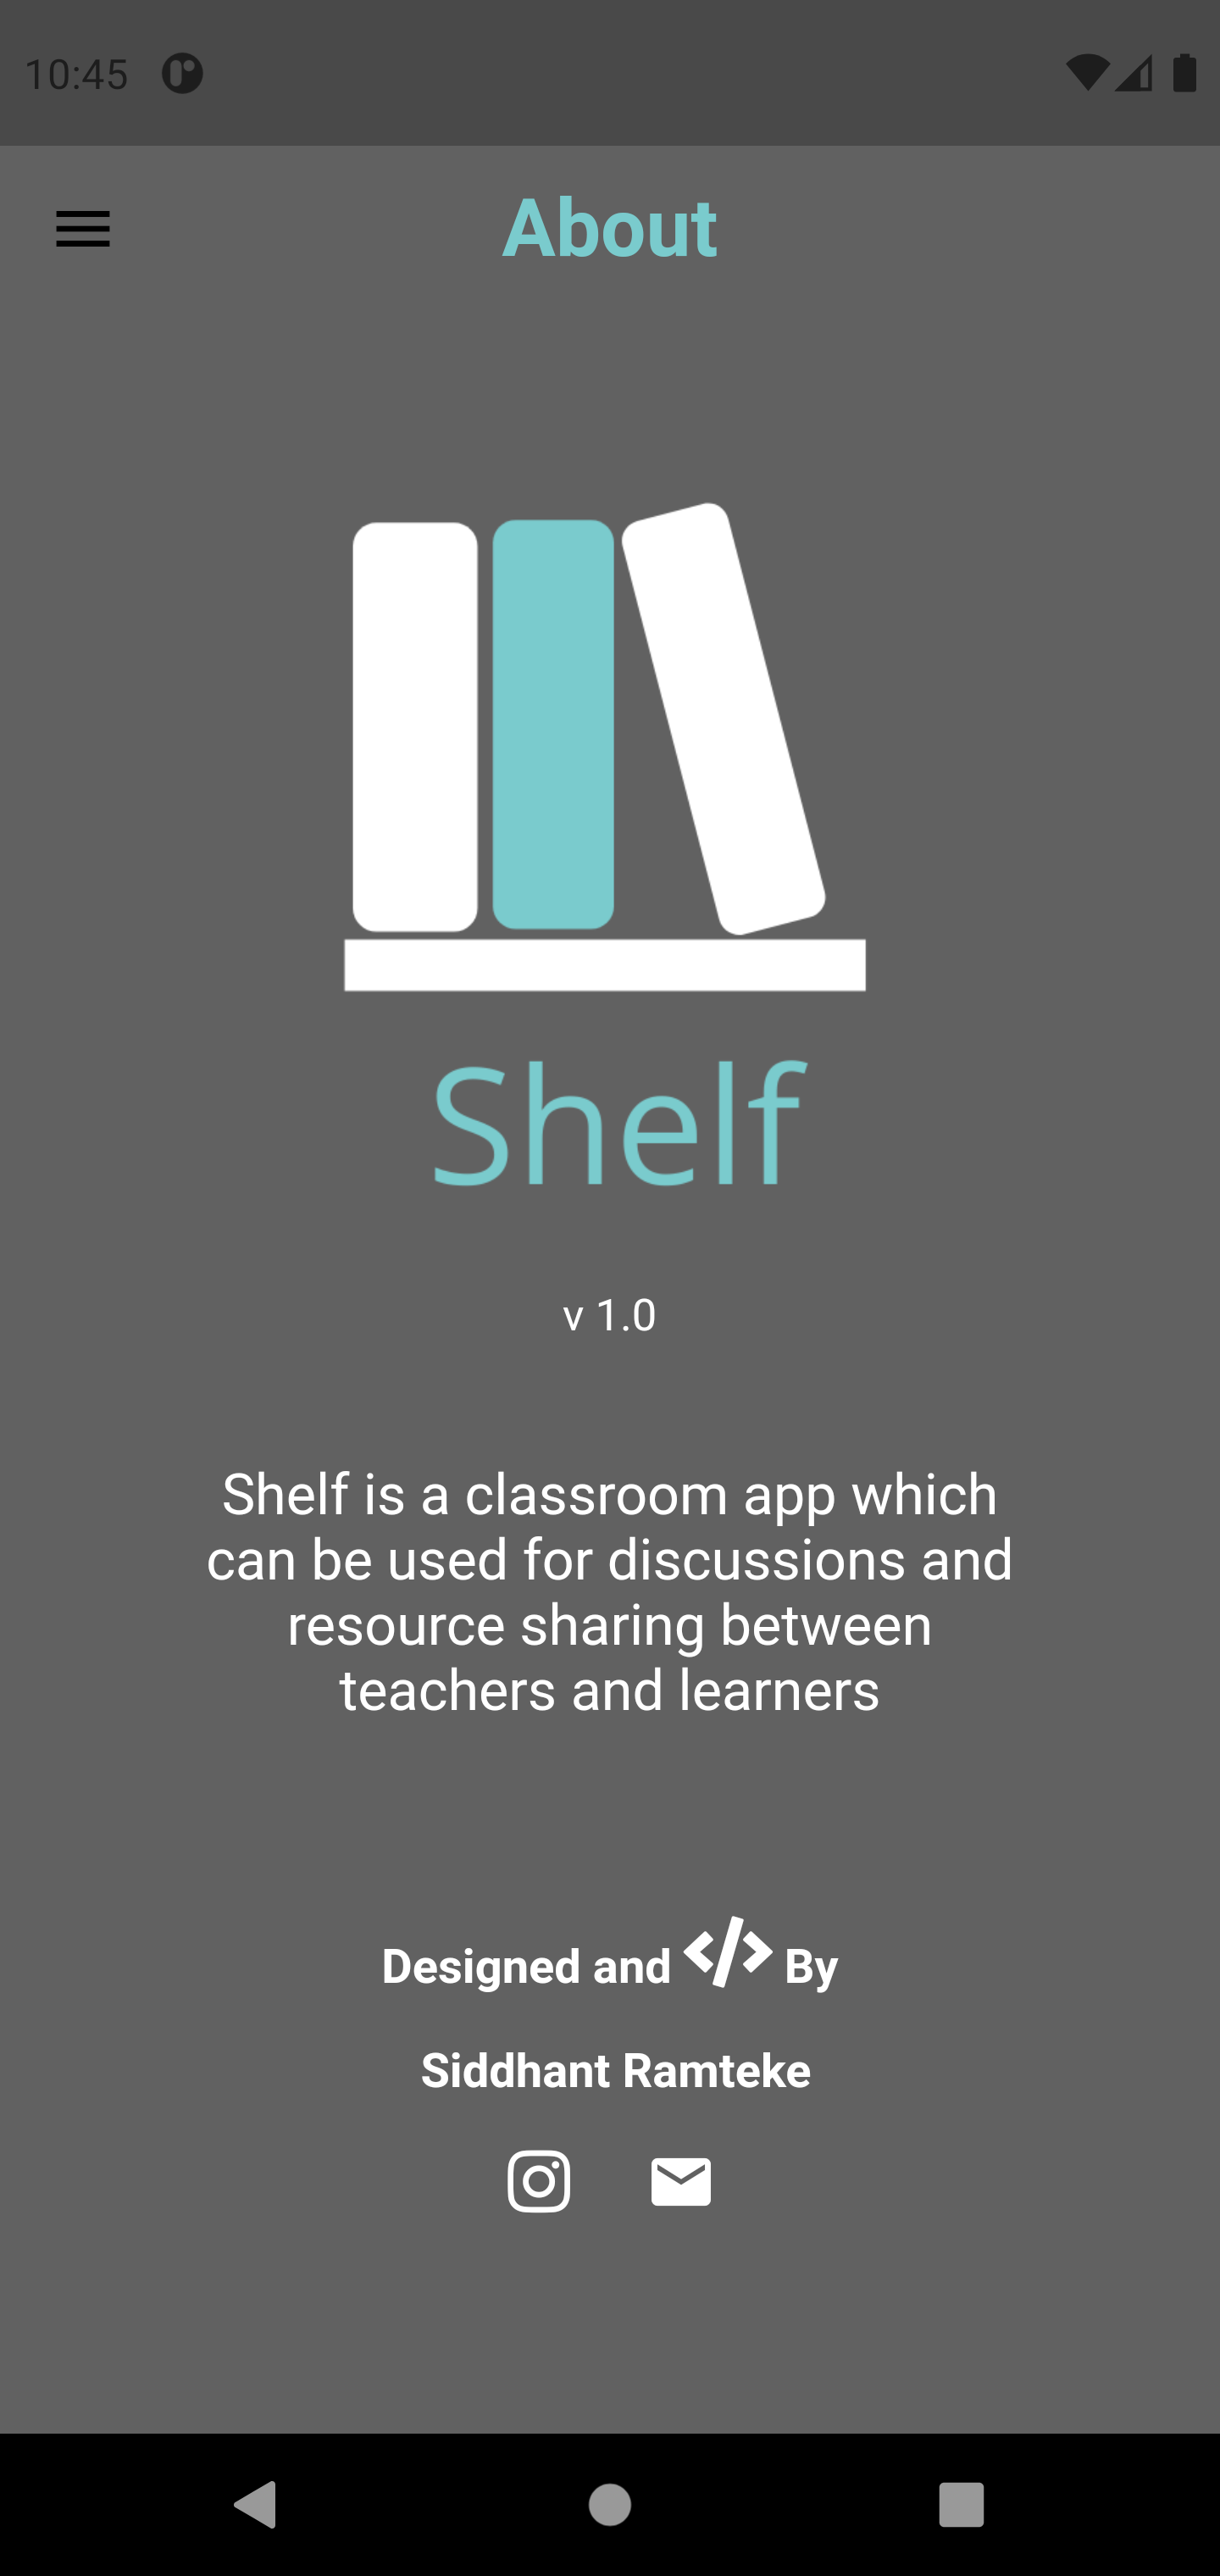 10:45
About
Shelf
v 1.0
Shelf is a classroom app which
can be used for discussions and
resource sharing between
teachers and learners
Designed and </> By
Siddhant Ramteke